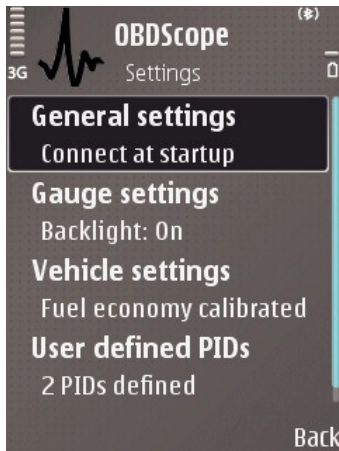 OBDScope
3G Settings
General settings
Connect at startup
Gauge settings
Backlight: On
Vehicle settings
Fuel economy calibrated
User defined PIDs
2 PIDs defined
Back